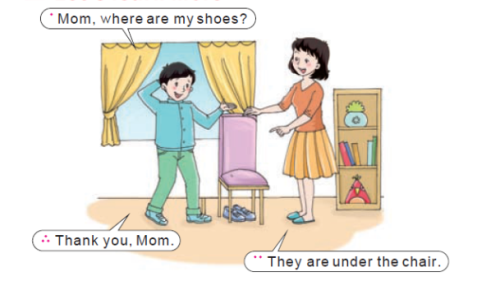 Mom, where are my shoes?
They are under the chair.
Thank you, Mom.